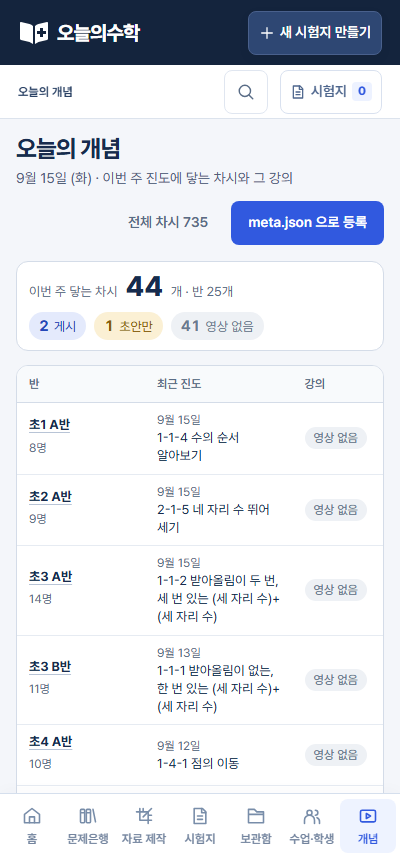 오늘의수학
+ 새 시험지 만들기
오늘의 개념
시험지 0
오늘의 개념
9월 15일 (화) · 이번 주 진도에 닿는 차시와 그 강의
전체 차시 735
meta.json 으로 등록
이번 주 닿는 차시 44 개 · 반 25개
2 게시 1 초안만 41 영상 없음
반 최근 진도 강의
초1 A반
8명
9월 15일
1-1-4 수의 순서
알아보기
영상 없음
초2 A반
9명
9월 15일
2-1-5 네 자리 수 뛰어
세기
영상 없음
초3 A반
14명
9월 15일
1-1-2 받아올림이 두 번,
세 번 있는 (세 자리 수)+
(세 자리 수)
영상 없음
초3 B반
11명
9월 13일
1-1-1 받아올림이 없는,
한 번 있는 (세 자리 수)+
(세 자리 수)
영상 없음
초4 A반
10명
9월 12일
1-4-1 점의 이동
영상 없음
홈 문제은행 자료 제작 시험지 보관함 수업·학생 개념